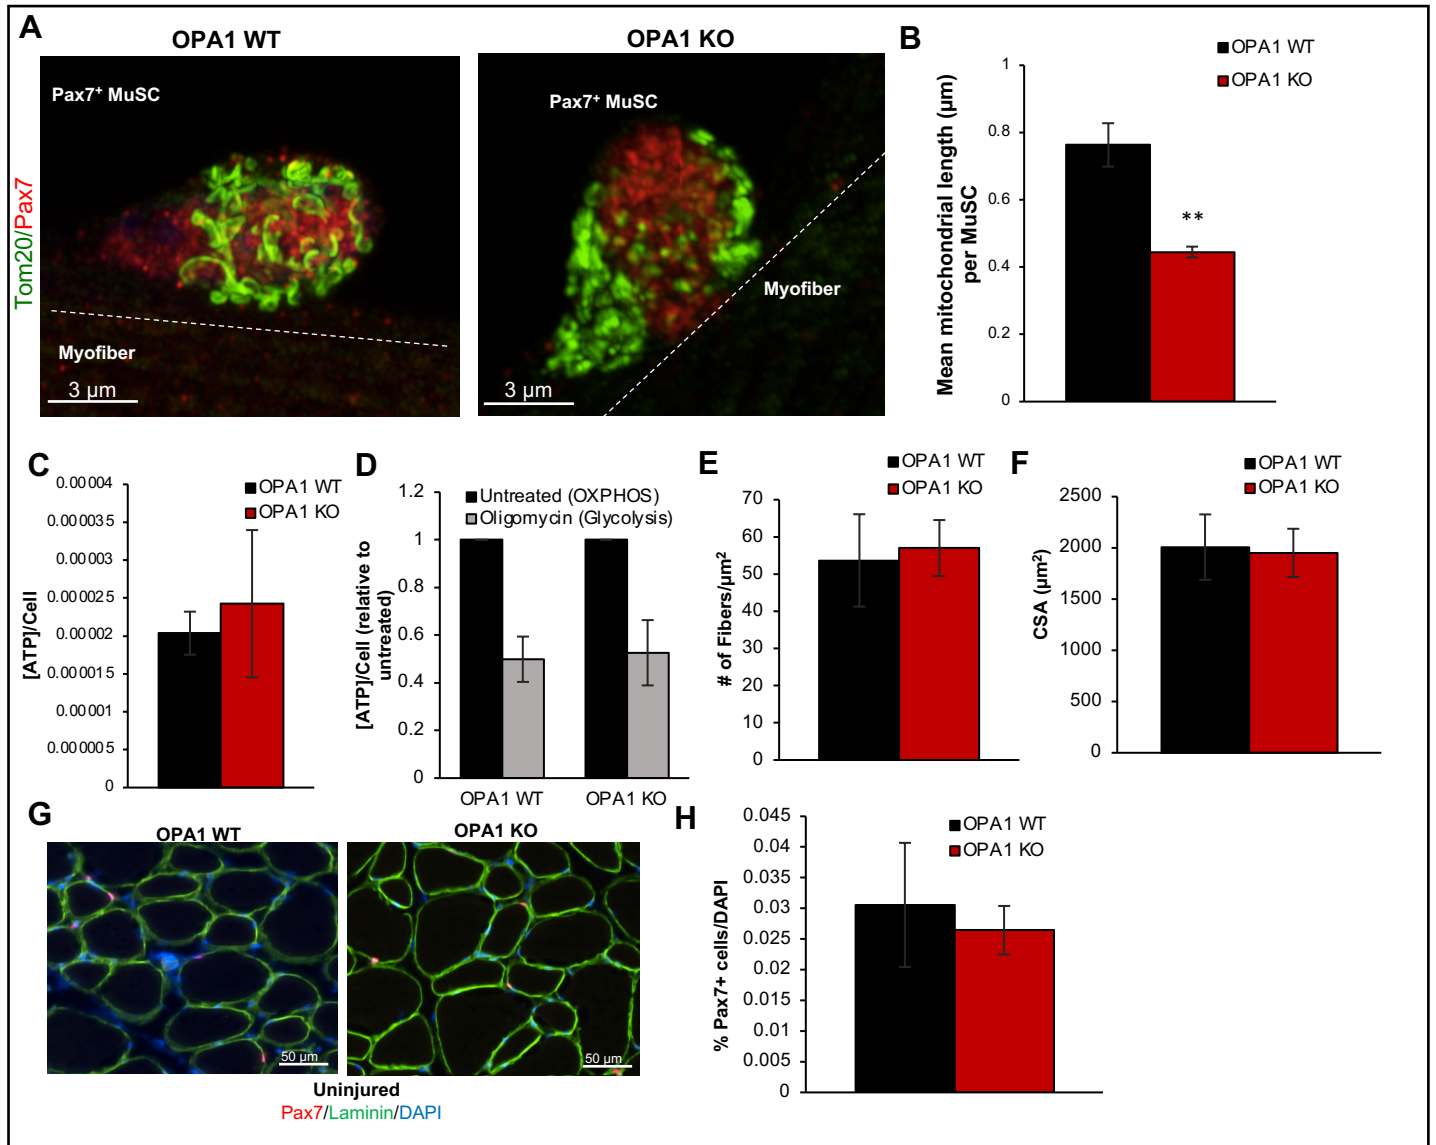 A
OPA1 WT
OPA1 KO
Pax7+ MuSC
Myofiber
3 µm
Pax7+ MuSC
Myofiber
3 µm
Tom20/Pax7
B
OPA1 WT
OPA1 KO
Mean mitochondrial length (µm)
per MuSC
1
0.8
0.6
0.4
0.2
0
**
C
[ATP]/Cell
0.00004
0.000035
0.00003
0.000025
0.00002
0.000015
0.00001
0.000005
0
OPA1 WT
OPA1 KO
D
[ATP]/Cell (relative to
untreated)
1.2
1
0.8
0.6
0.4
0.2
0
Untreated (OXPHOS)
Oligomycin (Glycolysis)
OPA1 WT
OPA1 KO
E
OPA1 WT
OPA1 KO
# of Fibers/µm²
70
60
50
40
30
20
10
0
F
OPA1 WT
OPA1 KO
CSA (µm²)
2500
2000
1500
1000
500
0
G
OPA1 WT
OPA1 KO
50 µm
50 µm
Uninjured
Pax7/Laminin/DAPI
H
OPA1 WT
OPA1 KO
% Pax7+ cells/DAPI
0.045
0.04
0.035
0.03
0.025
0.02
0.015
0.01
0.005
0